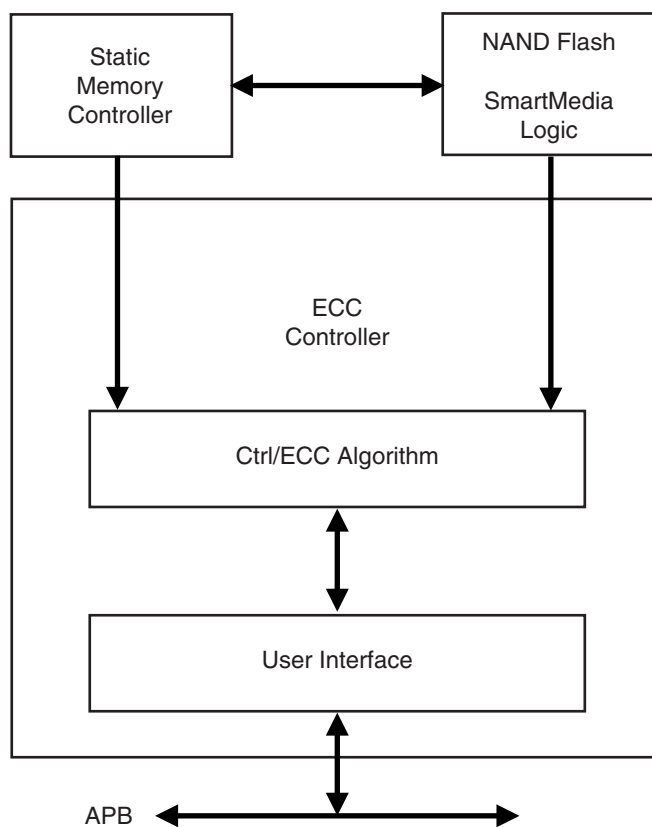 Static
Memory
Controller
NAND Flash
SmartMedia
Logic
ECC
Controller
Ctrl/ECC Algorithm
User Interface
APB